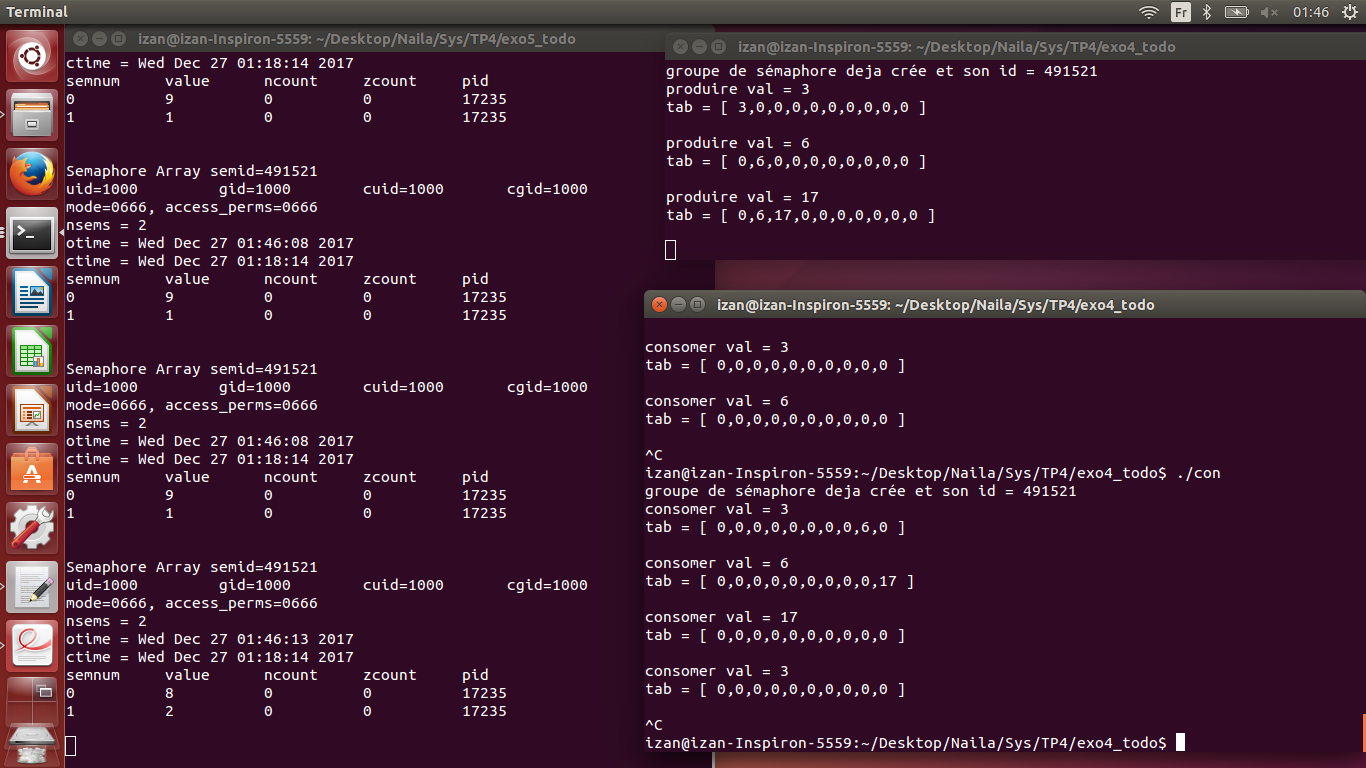 Terminal
Fr
01:46
izan@izan-Inspiron-5559: ~/Desktop/Naila/Sys/TP4/exo5_todo
ctime = Wed Dec 27 01:18:14 2017
semnum value ncount zcount pid
0 9 0 0 17235
1 1 0 0 17235
Semaphore Array semid=491521
uid=1000 gid=1000 cuid=1000 cgid=1000
mode=0666, access_perms=0666
nsems = 2
otime = Wed Dec 27 01:46:08 2017
ctime = Wed Dec 27 01:18:14 2017
semnum value ncount zcount pid
0 9 0 0 17235
1 1 0 0 17235
Semaphore Array semid=491521
uid=1000 gid=1000 cuid=1000 cgid=1000
mode=0666, access_perms=0666
nsems = 2
otime = Wed Dec 27 01:46:08 2017
ctime = Wed Dec 27 01:18:14 2017
semnum value ncount zcount pid
0 9 0 0 17235
1 1 0 0 17235
Semaphore Array semid=491521
uid=1000 gid=1000 cuid=1000 cgid=1000
mode=0666, access_perms=0666
nsems = 2
otime = Wed Dec 27 01:46:13 2017
ctime = Wed Dec 27 01:18:14 2017
semnum value ncount zcount pid
0 8 0 0 17235
1 2 0 0 17235
izan@izan-Inspiron-5559: ~/Desktop/Naila/Sys/TP4/exo4_todo
groupe de sémaphore deja crée et son id = 491521
produire val = 3
tab = [ 3,0,0,0,0,0,0,0,0,0 ]
produire val = 6
tab = [ 0,6,0,0,0,0,0,0,0,0 ]
produire val = 17
tab = [ 0,6,17,0,0,0,0,0,0,0 ]
izan@izan-Inspiron-5559: ~/Desktop/Naila/Sys/TP4/exo4_todo
consomer val = 3
tab = [ 0,0,0,0,0,0,0,0,0,0 ]
consomer val = 6
tab = [ 0,0,0,0,0,0,0,0,0,0 ]
^C
izan@izan-Inspiron-5559:~/Desktop/Naila/Sys/TP4/exo4_todo$ ./con
groupe de sémaphore deja crée et son id = 491521
consomer val = 3
tab = [ 0,0,0,0,0,0,0,0,6,0 ]
consomer val = 6
tab = [ 0,0,0,0,0,0,0,0,0,17 ]
consomer val = 17
tab = [ 0,0,0,0,0,0,0,0,0,0 ]
consomer val = 3
tab = [ 0,0,0,0,0,0,0,0,0,0 ]
^C
izan@izan-Inspiron-5559:~/Desktop/Naila/Sys/TP4/exo4_todo$